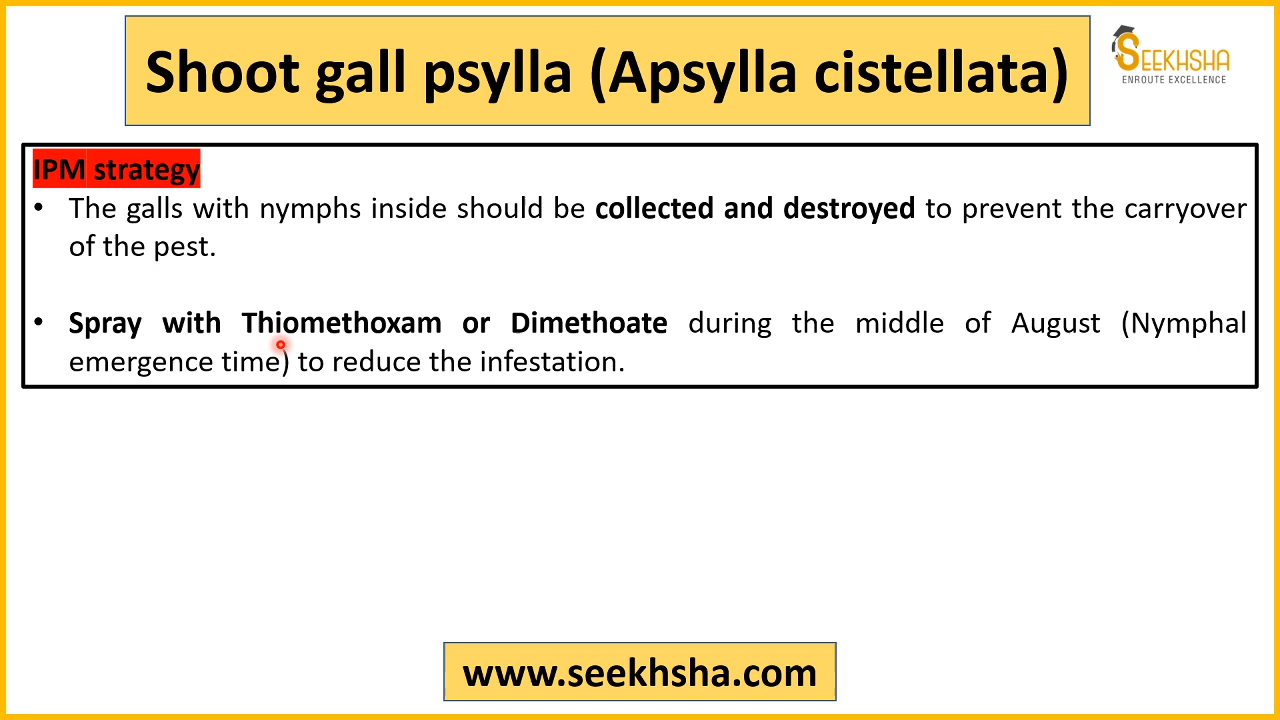 Shoot gall psylla (Apsylla cistellata)
SEEKHSHA
ENROUTE EXCELLENCE
IPM strategy
• The galls with nymphs inside should be collected and destroyed to prevent the carryover
of the pest.
• Spray with Thiomethoxam or Dimethoate during the middle of August (Nymphal
emergence time) to reduce the infestation.
www.seekhsha.com